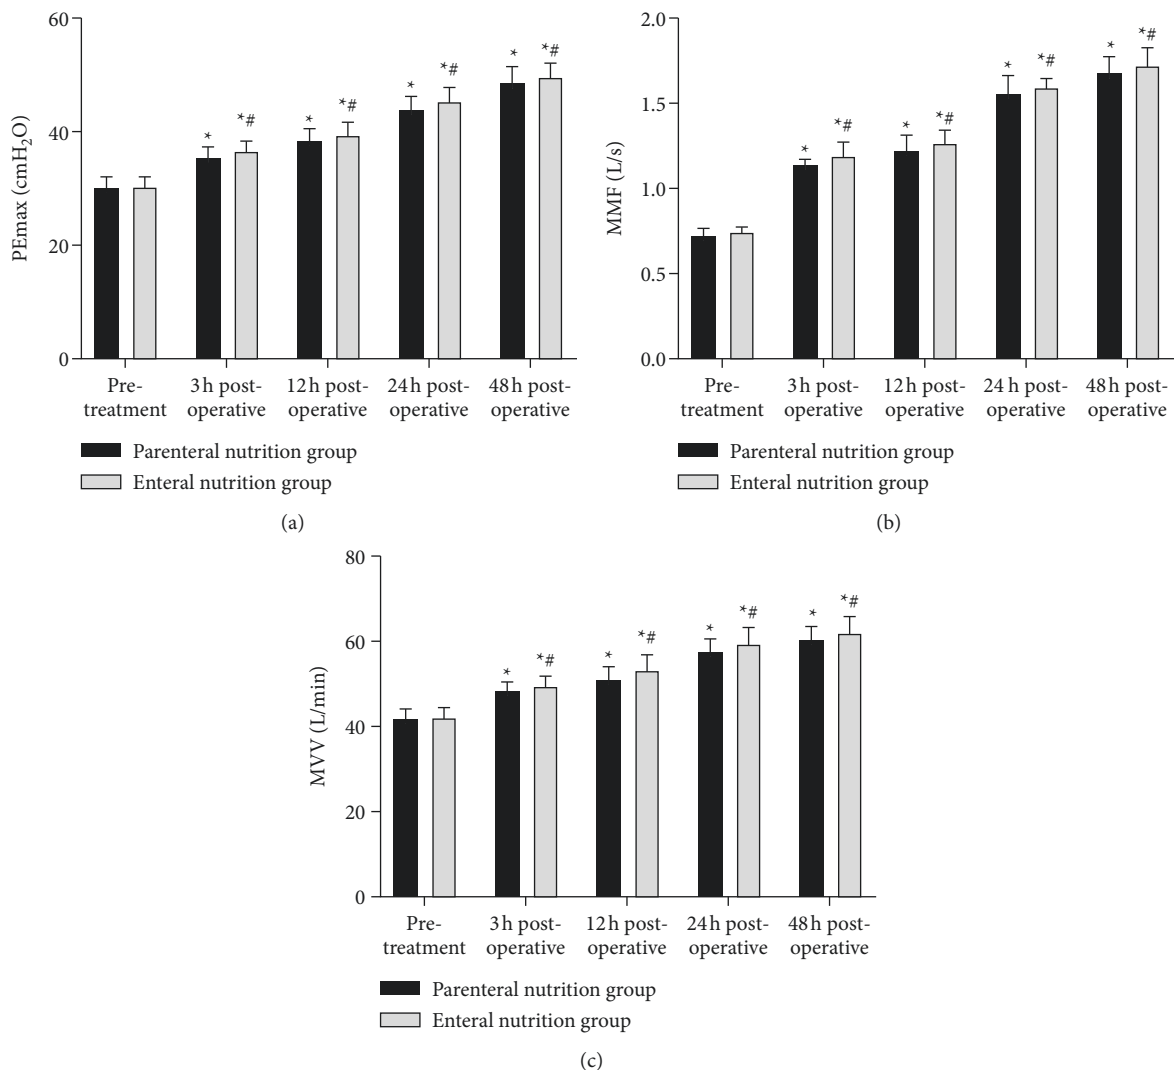 60
40
20
0
PEmax (cmH₂O)
*
*#
*
*#
*
*#
*
*#
Pre-
treatment
3 h post-
operative
12 h post-
operative
24 h post-
operative
48 h post-
operative
Parenteral nutrition group
Enteral nutrition group
(a)
2.0
1.5
1.0
0.5
0.0
MMF (L/s)
*
*#
*
*#
*
*#
*
*#
Pre-
treatment
3 h post-
operative
12 h post-
operative
24 h post-
operative
48 h post-
operative
Parenteral nutrition group
Enteral nutrition group
(b)
80
60
40
20
0
MVV (L/min)
*
*#
*
*#
*
*#
*
*#
Pre-
treatment
3 h post-
operative
12 h post-
operative
24 h post-
operative
48 h post-
operative
Parenteral nutrition group
Enteral nutrition group
(c)